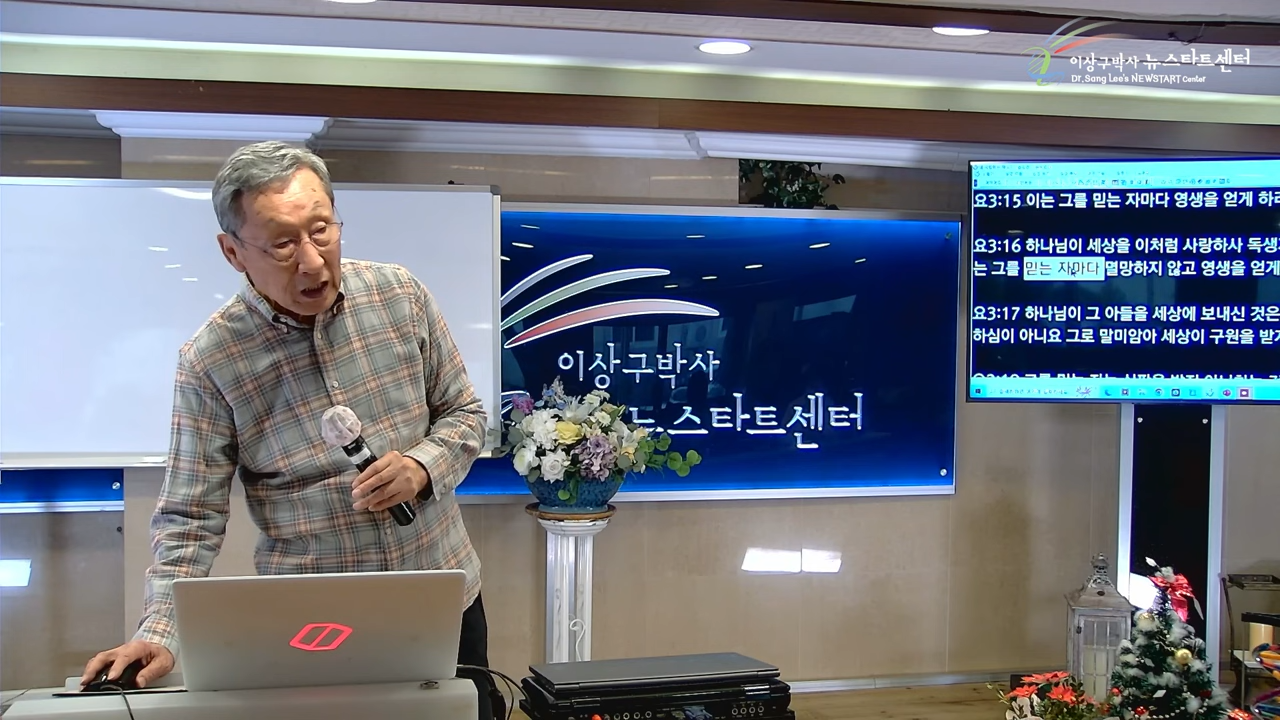 이상구박사 뉴스타트센터
Dr. Sang Lee's NEWSTART Center
요3:15 이는 그를 믿는 자마다 영생을 얻게 하
요3:16 하나님이 세상을 이처럼 사랑하사 독생
는 그를 믿는 자마다 멸망하지 않고 영생을 얻게
요3:17 하나님이 그 아들을 세상에 보내신 것은
하심이 아니요 그로 말미암아 세상이 구원을 받
이상구박사
뉴스타트센터